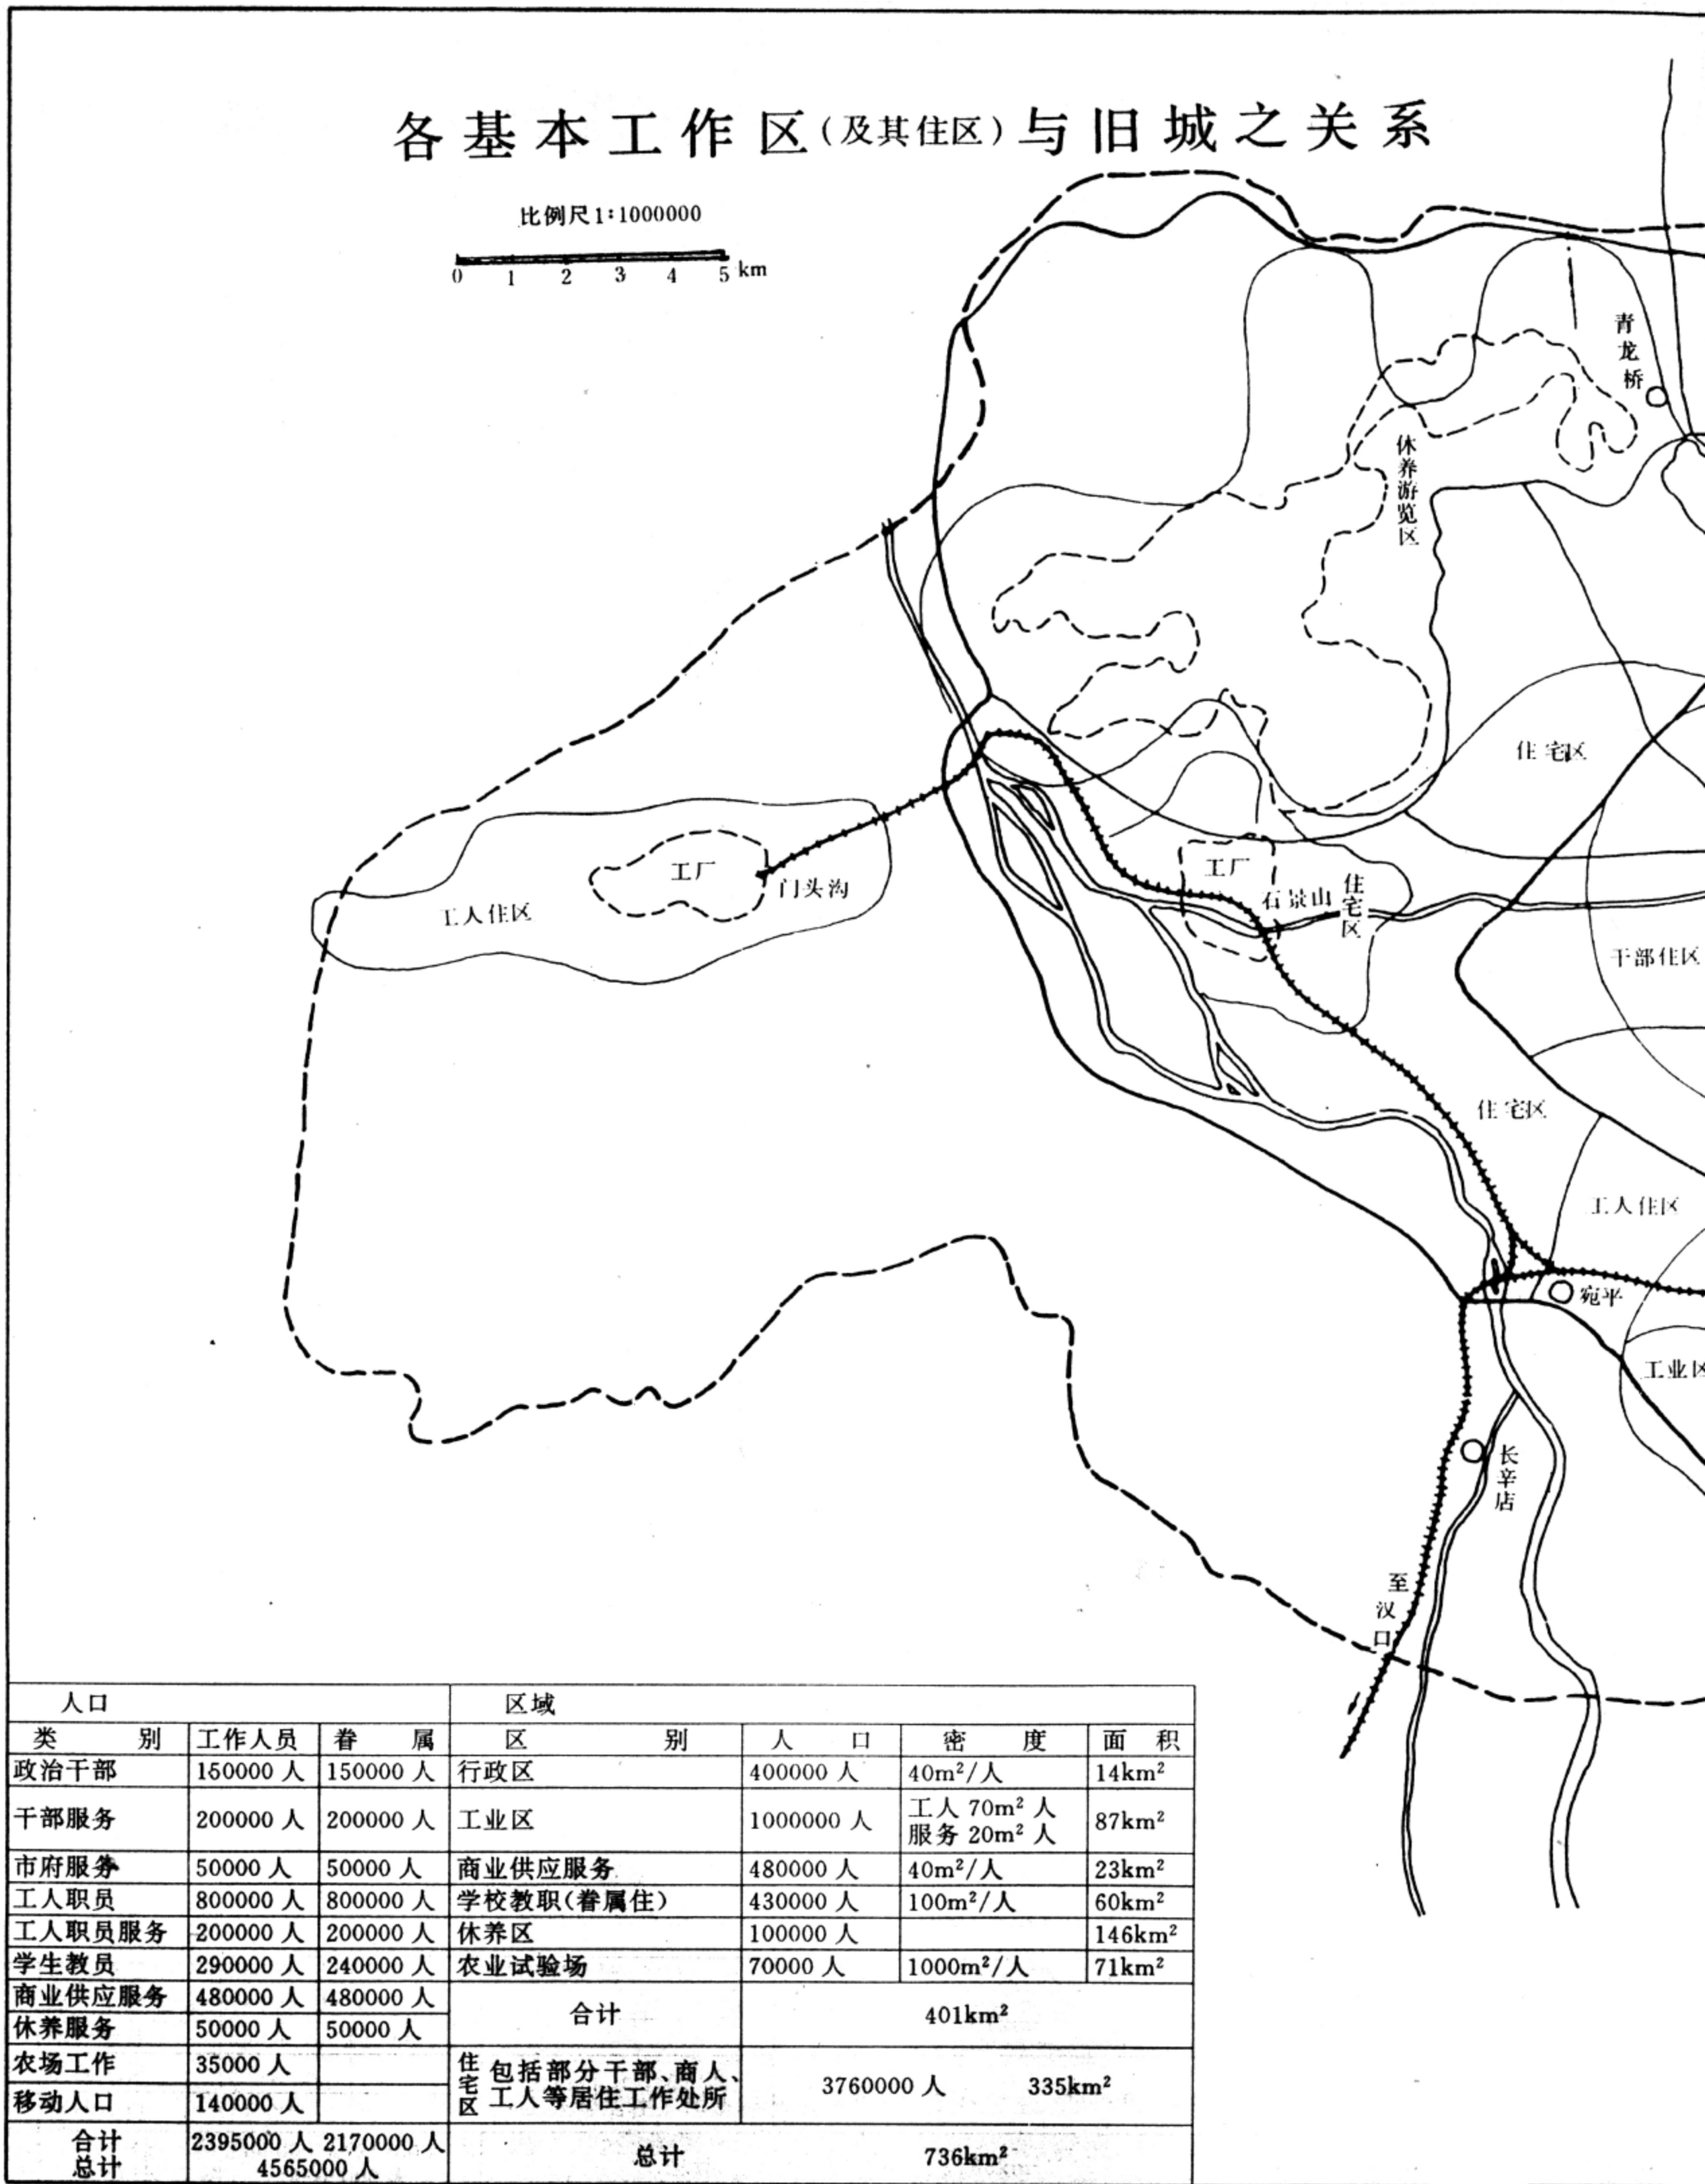 各基本工作区(及其住区)与旧城之关系
比例尺1:1000000
0 1 2 3 4 5 km
青龙桥
休养游览区
住宅区
工厂
门头沟
工人住区
工厂
石景山
住宅区
干部住区
住宅区
工人住区
宛平
工业区
长辛店
至汉口
人口 区域
类别 工作人员 眷属 区别 人口 密度 面积
政治干部 150000人 150000人 行政区 400000人 40m²/人 14km²
干部服务 200000人 200000人 工业区 1000000人 工人 70m² 人 87km²
服务 20m² 人
市府服务 50000人 50000人 商业供应服务 480000人 40m²/人 23km²
工人职员 800000人 800000人 学校教职(眷属住) 430000人 100m²/人 60km²
工人职员服务 200000人 200000人 休养区 100000人 146km²
学生教员 290000人 240000人 农业试验场 70000人 1000m²/人 71km²
商业供应服务 480000人 480000人
合计 401km²
休养服务 50000人 50000人
农场工作 35000人
住宅区 包括部分干部、商人、
工人等居住工作处所 3760000人 335km²
移动人口 140000人
合计 2395000人 2170000人
总计 4565000人
总计 736km²